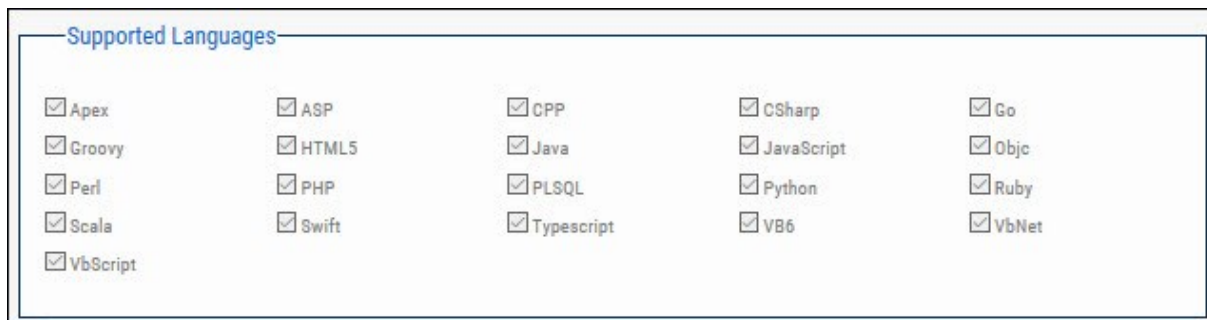 Supported Languages
Apex ASP CPP CSharp Go
Groovy HTML5 Java JavaScript Objc
Perl PHP PLSQL Python Ruby
Scala Swift Typescript VB6 VbNet
VbScript